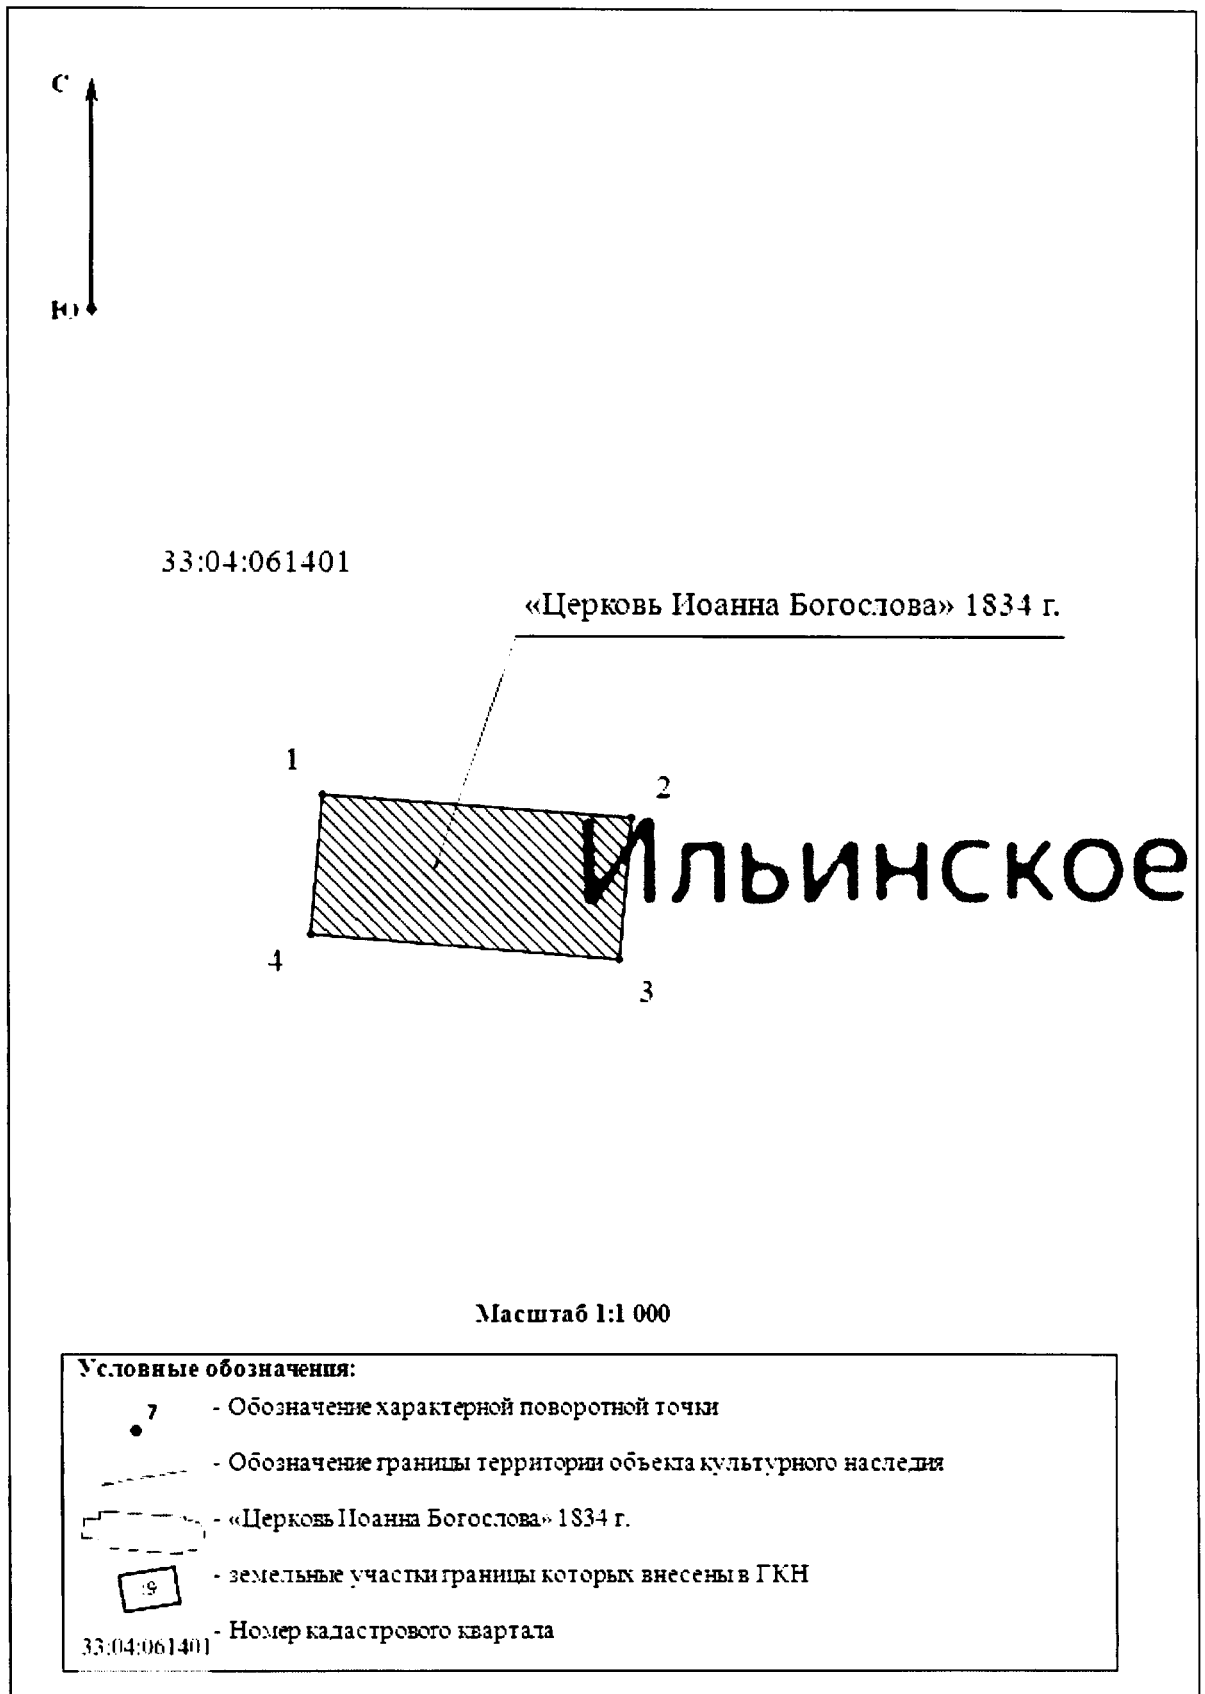 С
Ю
33:04:061401
«Церковь Иоанна Богослова» 1834 г.
1
2
Ильинское
4
3
Масштаб 1:1 000
Условные обозначения:
7 - Обозначение характерной поворотной точки
- Обозначение границы территории объекта культурного наследия
- «Церковь Иоанна Богослова» 1834 г.
:9 - земельные участки границы которых внесены в ГКН
33:04:061401 - Номер кадастрового квартала